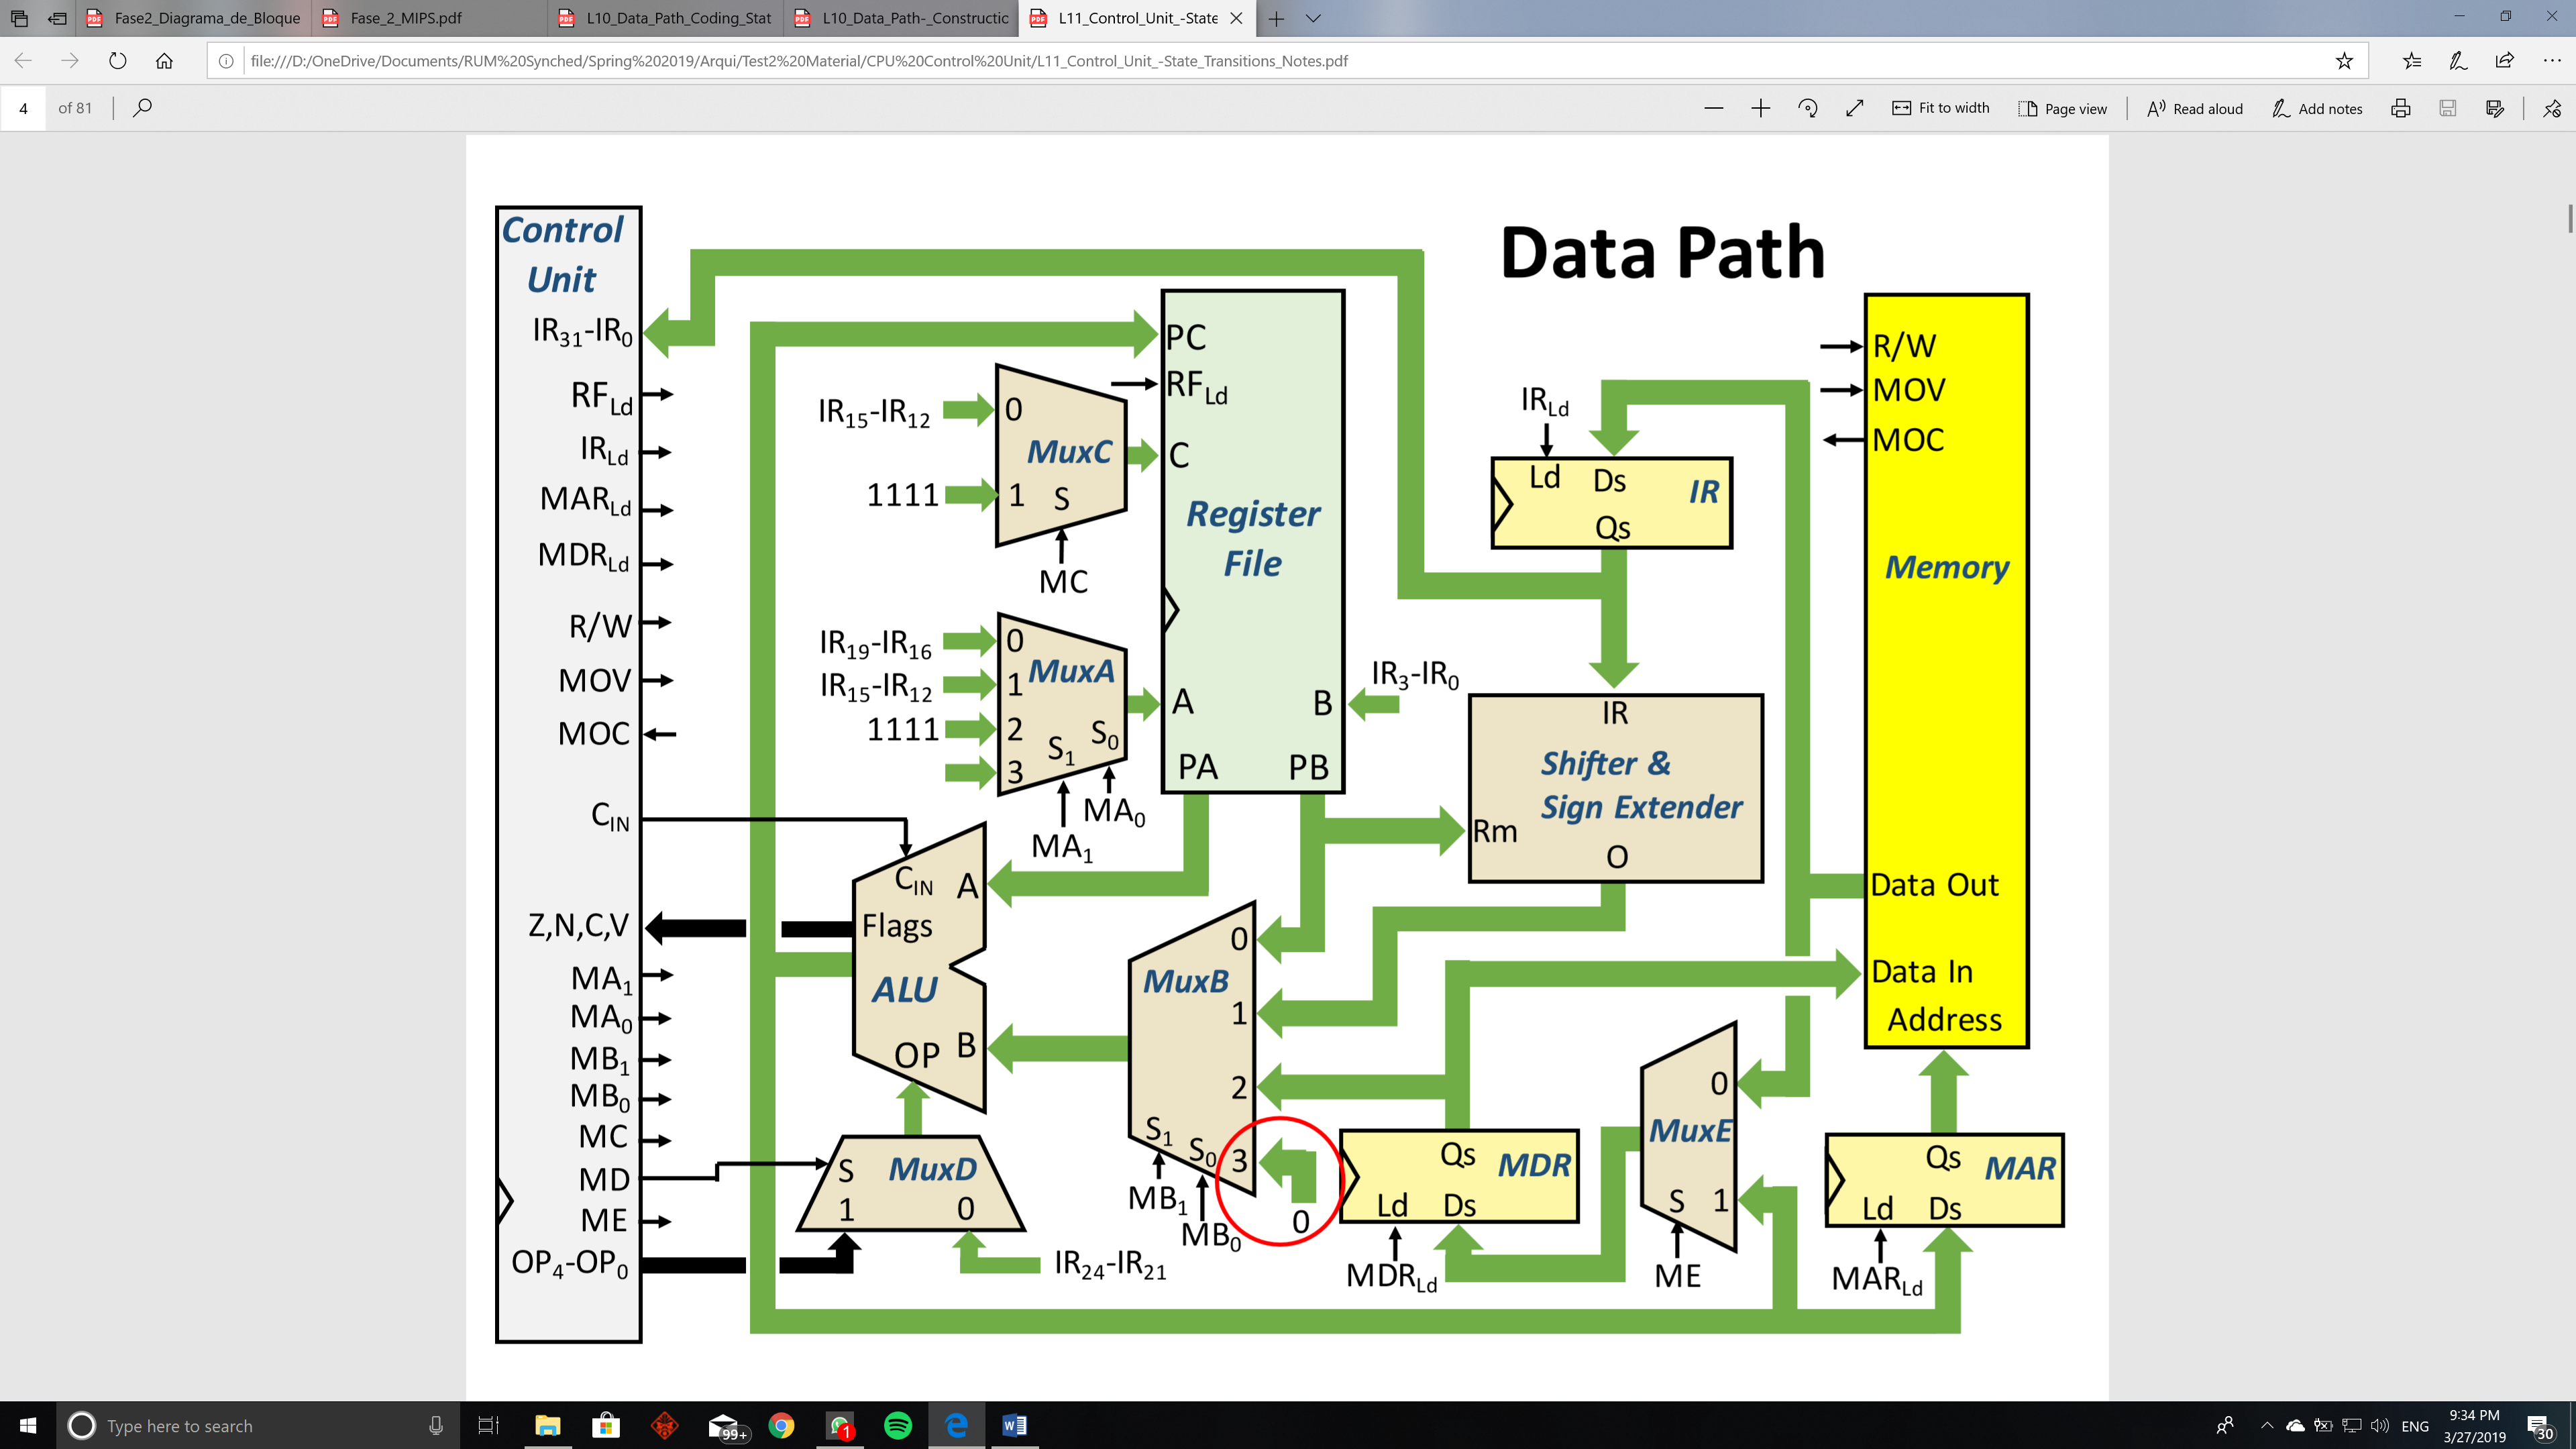 Fase2_Diagrama_de_Bloque
Fase_2_MIPS.pdf
L10_Data_Path_Coding_Stat
L10_Data_Path-_Constructic
L11_Control_Unit_-State
file:///D:/OneDrive/Documents/RUM%20Synched/Spring%202019/Arqui/Test2%20Material/CPU%20Control%20Unit/L11_Control_Unit_-State_Transitions_Notes.pdf
4 of 81
Fit to width
Page view
Read aloud
Add notes
Data Path
Control
Unit
IR31-IR0
RFLd
IRLd
MARLd
MDRLd
R/W
MOV
MOC
CIN
Z,N,C,V
MA1
MA0
MB1
MB0
MC
MD
ME
OP4-OP0
IR15-IR12
1111
0
MuxC
1 S
MC
IR19-IR16
IR15-IR12
1111
0
MuxA
1
2
3
S1
S0
MA0
MA1
PC
RFLd
C
Register
File
A
B
PA
PB
IR3-IR0
IRLd
Ld
Ds
IR
Qs
IR
Shifter &
Sign Extender
Rm
O
R/W
MOV
MOC
Memory
Data Out
Data In
Address
CIN
A
Flags
ALU
OP
B
S
MuxD
1
0
IR24-IR21
0
MuxB
1
2
3
S1
S0
MB1
MB0
0
Qs
MDR
Ld
Ds
MDRLd
0
MuxE
S
1
ME
Qs
MAR
Ld
Ds
MARLd
Type here to search
99+
1
ENG
9:34 PM
3/27/2019
30